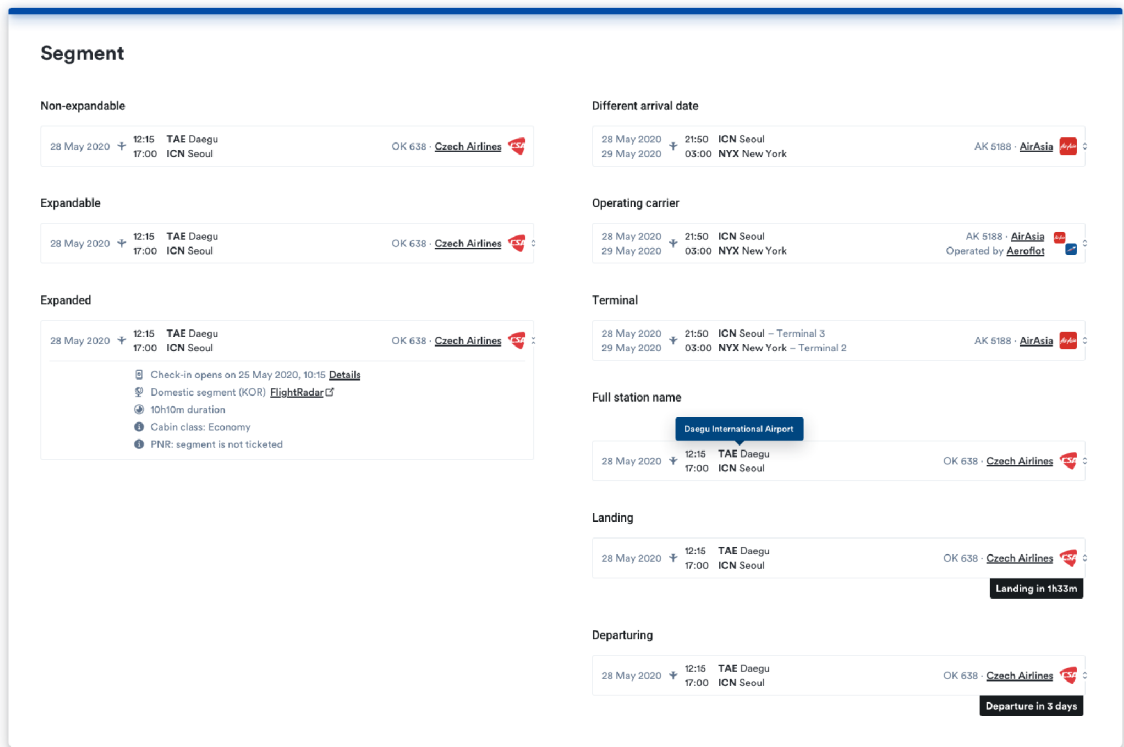 Segment
Non-expandable
28 May 2020
12:15 TAE Daegu
17:00 ICN Seoul
OK 638 · Czech Airlines
CSA
Expandable
28 May 2020
12:15 TAE Daegu
17:00 ICN Seoul
OK 638 · Czech Airlines
CSA
Expanded
28 May 2020
12:15 TAE Daegu
17:00 ICN Seoul
OK 638 · Czech Airlines
CSA
Check-in opens on 25 May 2020, 10:15 Details
Domestic segment (KOR) FlightRadar
10h10m duration
Cabin class: Economy
PNR: segment is not ticketed
Different arrival date
28 May 2020 21:50 ICN Seoul
29 May 2020 03:00 NYX New York
AK 5188 · AirAsia
AirAsia
Operating carrier
28 May 2020 21:50 ICN Seoul
29 May 2020 03:00 NYX New York
AK 5188 · AirAsia
Operated by Aeroflot
Terminal
28 May 2020 21:50 ICN Seoul – Terminal 3
29 May 2020 03:00 NYX New York – Terminal 2
AK 5188 · AirAsia
AirAsia
Full station name
Daegu International Airport
28 May 2020
12:15 TAE Daegu
17:00 ICN Seoul
OK 638 · Czech Airlines
CSA
Landing
28 May 2020
12:15 TAE Daegu
17:00 ICN Seoul
OK 638 · Czech Airlines
CSA
Landing in 1h33m
Departuring
28 May 2020
12:15 TAE Daegu
17:00 ICN Seoul
OK 638 · Czech Airlines
CSA
Departure in 3 days